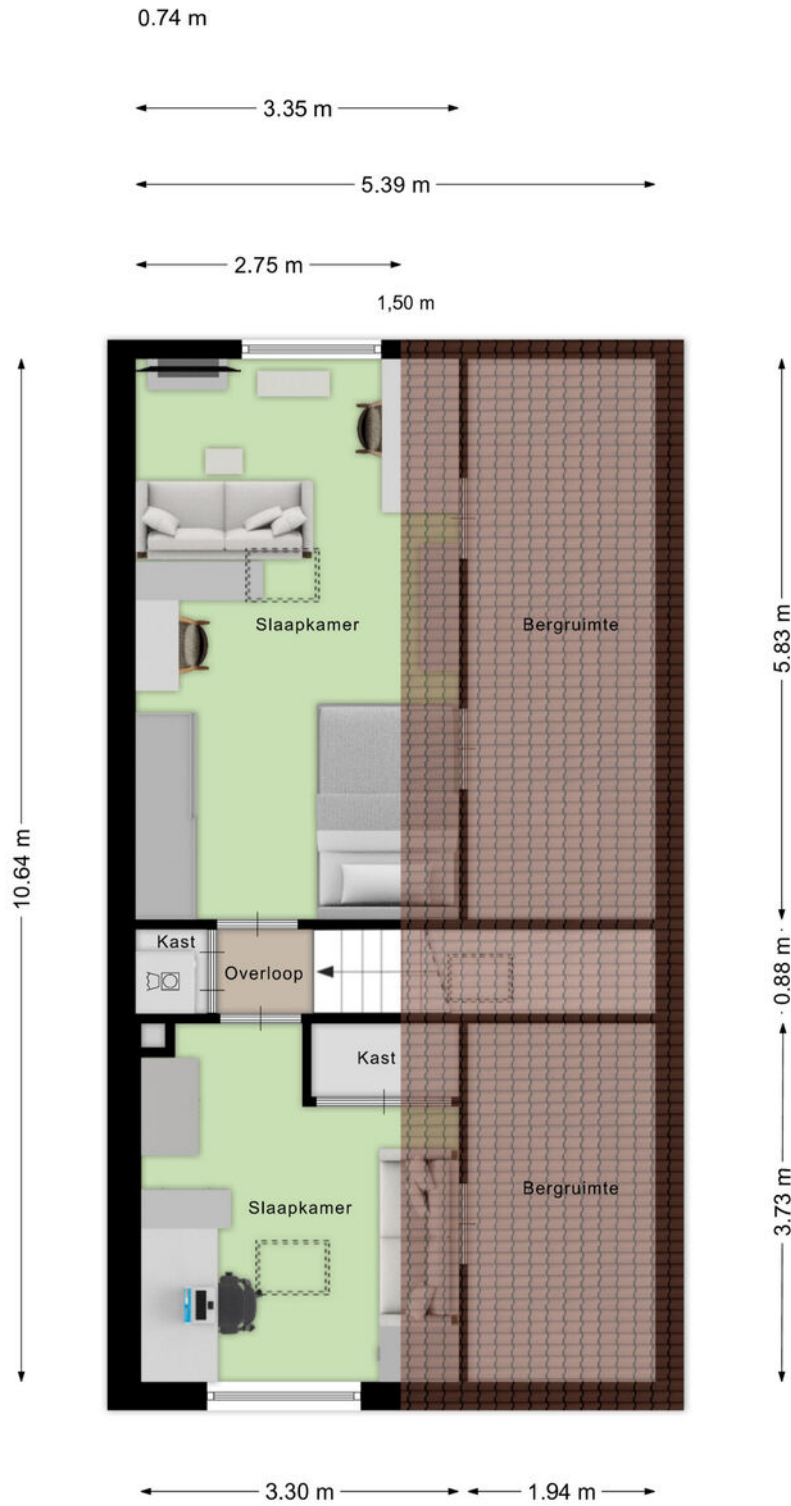 0.74 m
3.35 m
5.39 m
2.75 m
1,50 m
5.83 m
10.64 m
Slaapkamer
Bergruimte
Kast
Overloop
0.88 m
Kast
3.73 m
Slaapkamer
Bergruimte
3.30 m
1.94 m